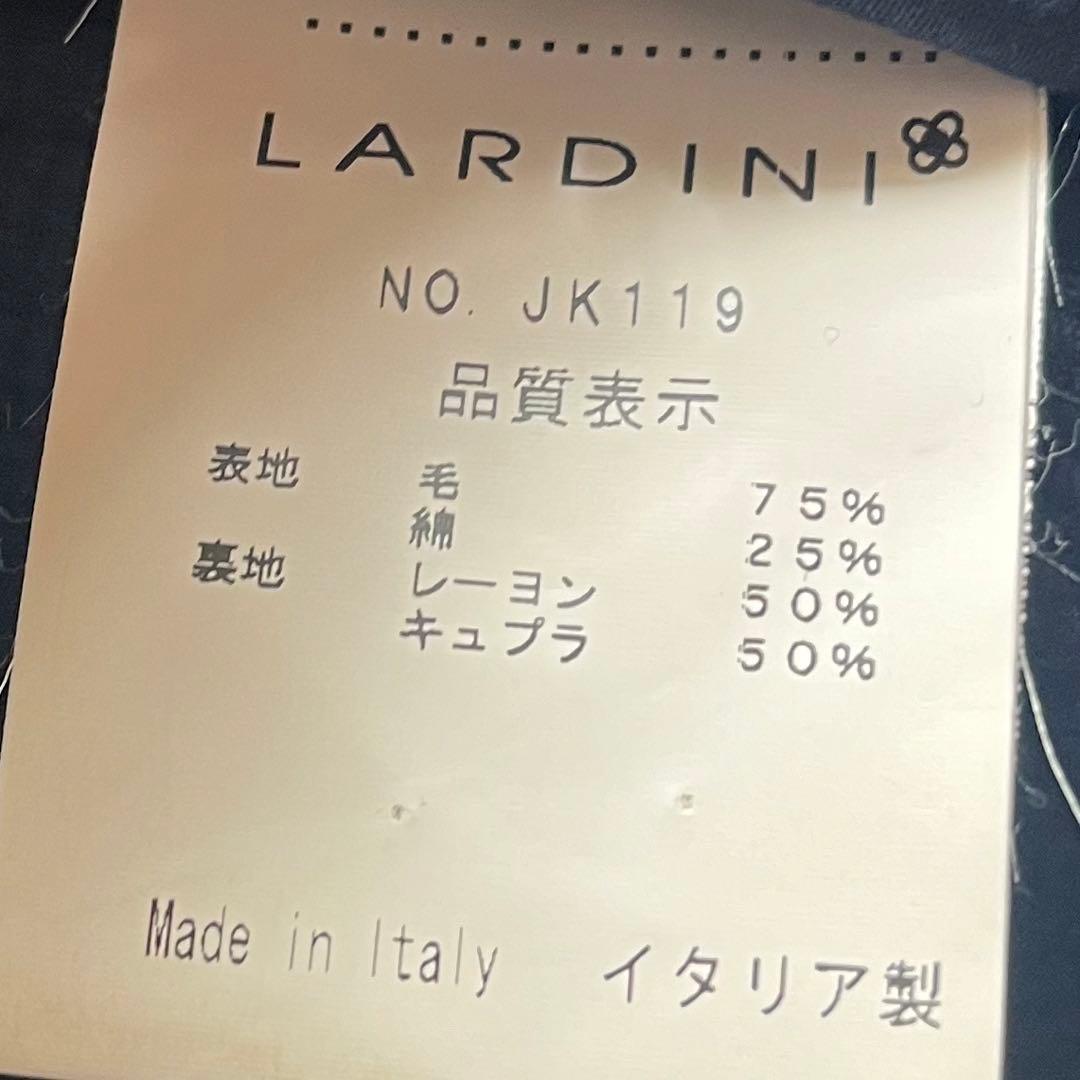 LARDINI
NO. JK119
品質表示
表地 毛 75%
綿 25%
裏地 レーヨン 50%
キュプラ 50%
Made in Italy イタリア製